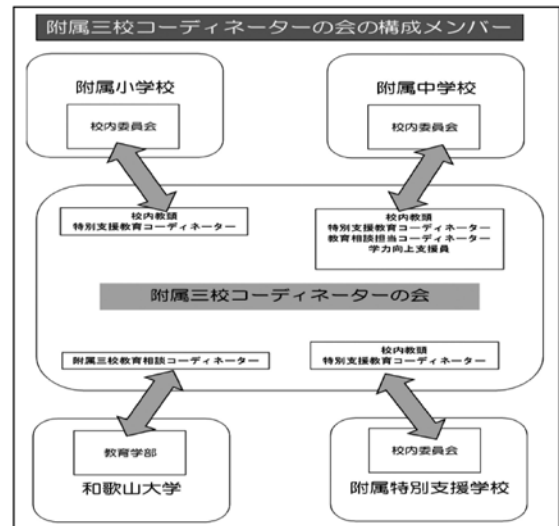 附属三校コーディネーターの会の構成メンバー
附属小学校
校内委員会
附属中学校
校内委員会
校内教頭
特別支援教育コーディネーター
校内教頭
特別支援教育コーディネーター
教育相談担当コーディネーター
学力向上支援員
附属三校コーディネーターの会
附属三校教育相談コーディネーター
校内教頭
特別支援教育コーディネーター
教育学部
和歌山大学
校内委員会
附属特別支援学校